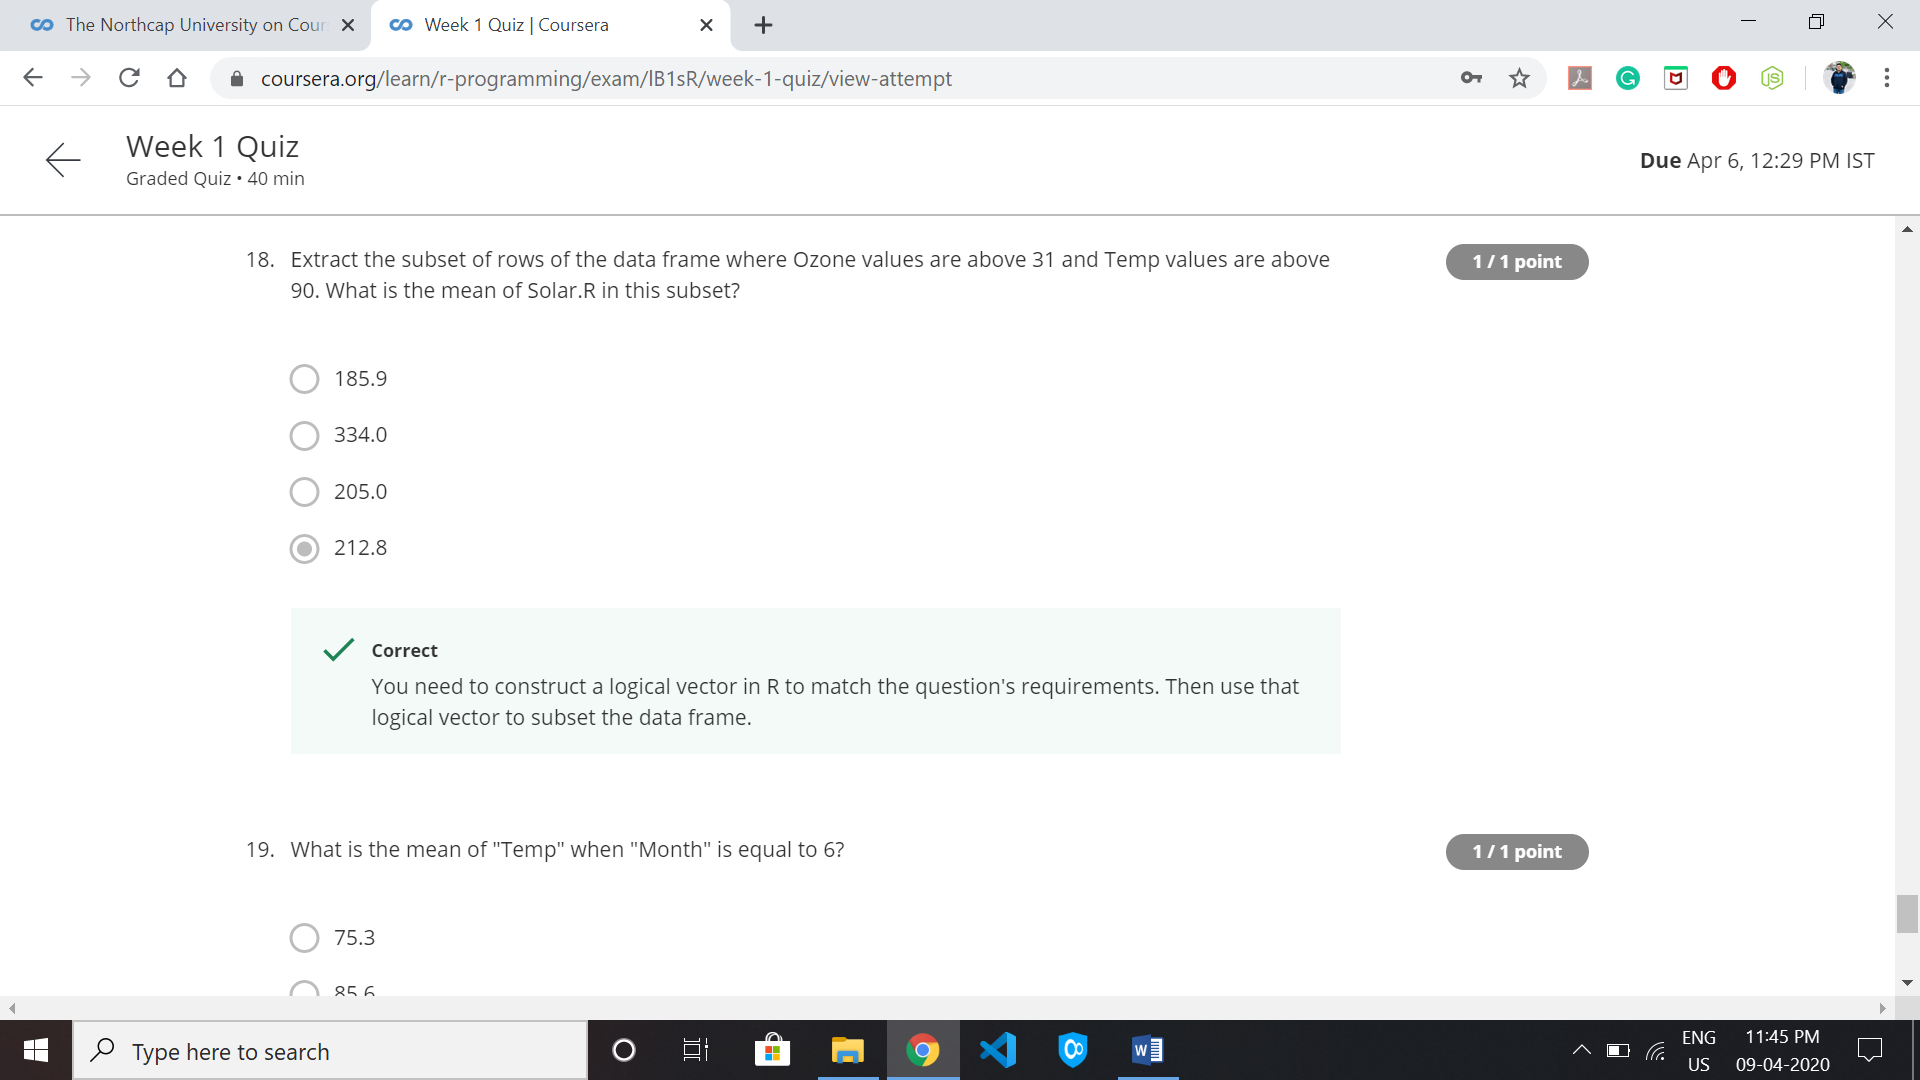 The Northcap University on Cour
Week 1 Quiz | Coursera
coursera.org/learn/r-programming/exam/lB1sR/week-1-quiz/view-attempt
Week 1 Quiz
Graded Quiz • 40 min
Due Apr 6, 12:29 PM IST
18. Extract the subset of rows of the data frame where Ozone values are above 31 and Temp values are above
90. What is the mean of Solar.R in this subset?
1 / 1 point
185.9
334.0
205.0
212.8
Correct
You need to construct a logical vector in R to match the question's requirements. Then use that
logical vector to subset the data frame.
19. What is the mean of "Temp" when "Month" is equal to 6?
1 / 1 point
75.3
85.6
Type here to search
ENG
US
11:45 PM
09-04-2020